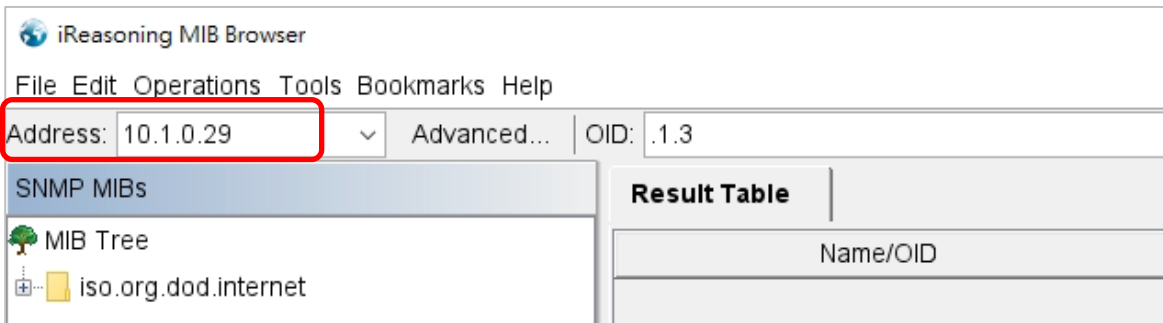 iReasoning MIB Browser
File Edit Operations Tools Bookmarks Help
Address: 10.1.0.29 Advanced... OID: .1.3
SNMP MIBs
Result Table
MIB Tree
Name/OID
iso.org.dod.internet